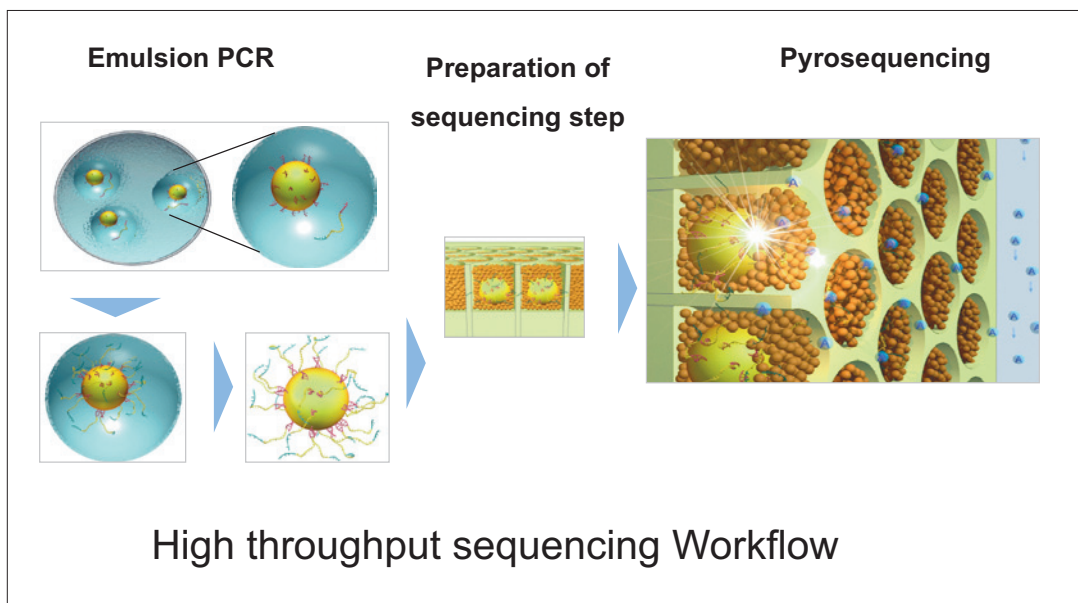 Emulsion PCR
Preparation of
sequencing step
Pyrosequencing
A
A
A
A
A
A
A
A
A
A
High throughput sequencing Workflow